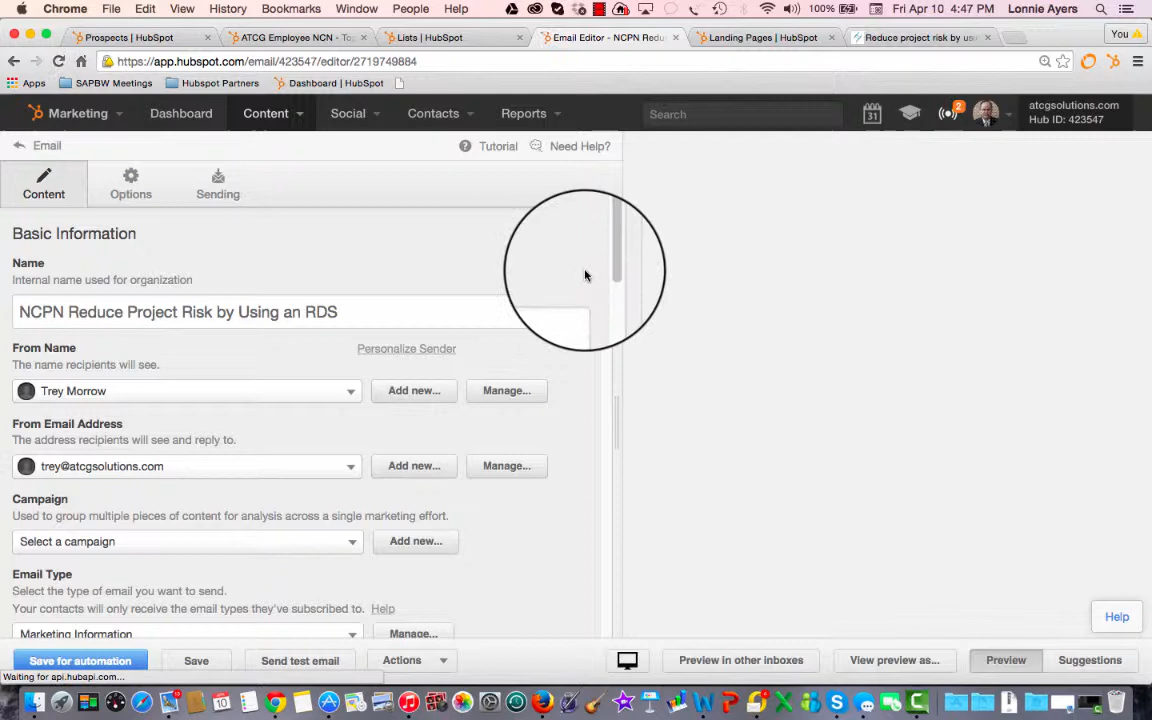 Chrome File Edit View History Bookmarks Window People Help 100% Fri Apr 10 4:47 PM Lonnie Ayers
Prospects | HubSpot × ATCG Employee NCN - To × Lists | HubSpot × Email Editor - NCPN Redu × Landing Pages | HubSpot × Reduce project risk by us × You
https://app.hubspot.com/email/423547/editor/2719749884
Apps SAPBW Meetings Hubspot Partners Dashboard | HubSpot
Marketing Dashboard Content Social Contacts Reports Search 31 2 atcgsolutions.com
Hub ID: 423547
Email Tutorial Need Help?
Content Options Sending
Basic Information
Name
Internal name used for organization
NCPN Reduce Project Risk by Using an RDS
From Name Personalize Sender
The name recipients will see.
Trey Morrow Add new... Manage...
From Email Address
The address recipients will see and reply to.
trey@atcgsolutions.com Add new... Manage...
Campaign
Used to group multiple pieces of content for analysis across a single marketing effort.
Select a campaign Add new...
Email Type
Select the type of email you want to send.
Your contacts will only receive the email types they've subscribed to. Help
Marketing Information Manage...
Help
Save for automation Save Send test email Actions Preview in other inboxes View preview as... Preview Suggestions
Waiting for api.hubapi.com...